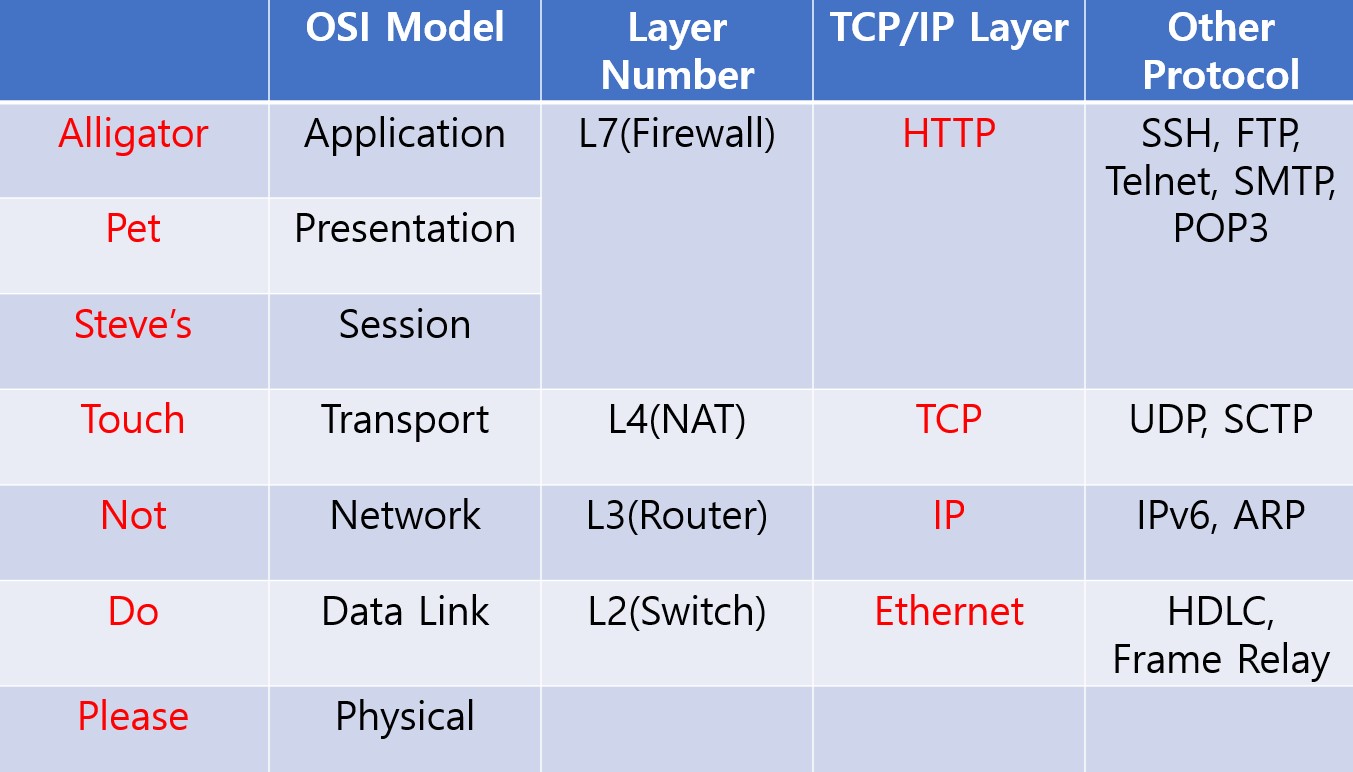 OSI Model
Layer
Number
TCP/IP Layer
Other
Protocol
Alligator
Application
L7(Firewall)
HTTP
SSH, FTP,
Telnet, SMTP,
POP3
Pet
Presentation
Steve’s
Session
Touch
Transport
L4(NAT)
TCP
UDP, SCTP
Not
Network
L3(Router)
IP
IPv6, ARP
Do
Data Link
L2(Switch)
Ethernet
HDLC,
Frame Relay
Please
Physical